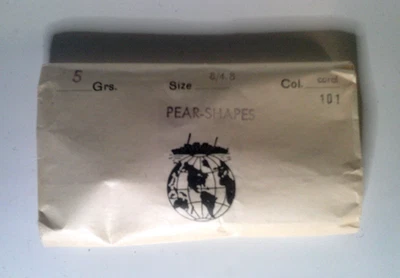 5 Grs. Size 6/4.5 Col.
101
PEAR-SHAPES